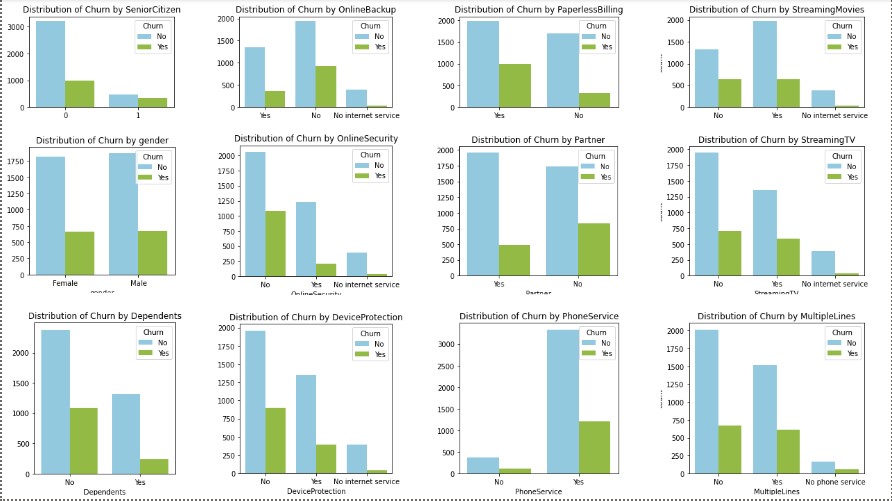 Distribution of Churn by SeniorCitizen
Churn
No
Yes
3000
2000
1000
0
0 1
Distribution of Churn by OnlineBackup
Churn
No
Yes
2000
1500
1000
500
0
Yes No No internet service
Distribution of Churn by PaperlessBilling
Churn
No
Yes
2000
1750
1500
1250
1000
750
500
250
0
Yes No
Distribution of Churn by StreamingMovies
Churn
No
Yes
2000
1500
1000
500
0
No Yes No internet service
Distribution of Churn by gender
Churn
No
Yes
1750
1500
1250
1000
750
500
250
0
Female Male
gender
Distribution of Churn by OnlineSecurity
Churn
No
Yes
2000
1750
1500
1250
1000
750
500
250
0
No Yes No internet service
OnlineSecurity
Distribution of Churn by Partner
Churn
No
Yes
2000
1750
1500
1250
1000
750
500
250
0
Yes No
Partner
Distribution of Churn by StreamingTV
Churn
No
Yes
2000
1750
1500
1250
1000
750
500
250
0
No Yes No internet service
StreamingTV
Distribution of Churn by Dependents
Churn
No
Yes
2000
1500
1000
500
0
No Yes
Dependents
Distribution of Churn by DeviceProtection
Churn
No
Yes
2000
1750
1500
1250
1000
750
500
250
0
No Yes No internet service
DeviceProtection
Distribution of Churn by PhoneService
Churn
No
Yes
3000
2500
2000
1500
1000
500
0
No Yes
PhoneService
Distribution of Churn by MultipleLines
Churn
No
Yes
2000
1750
1500
1250
1000
750
500
250
0
No Yes No phone service
MultipleLines